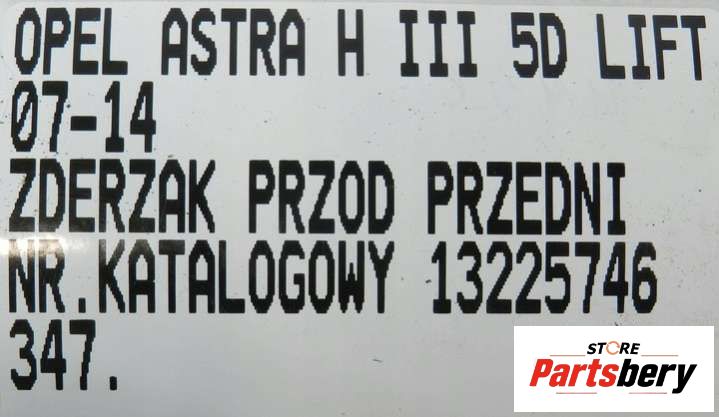 OPEL ASTRA H III 5D LIFT
07-14
ZDERZAK PRZOD PRZEDNI
NR.KATALOGOWY 13225746
347.
STORE
Partsbery